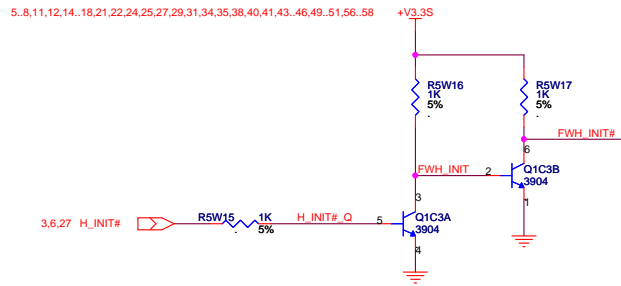 5..8,11,12,14..18,21,22,24,25,27,29,31,34,35,38,40,41,43..46,49..51,56..58 +V3.3S
R5W16
1K
5%
.
R5W17
1K
5%
.
FWH_INIT#
6
FWH_INIT
2
Q1C3B
3904
1
3
3,6,27 H_INIT#
R5W15
1K
.
5%
H_INIT#_Q
5
Q1C3A
3904
4